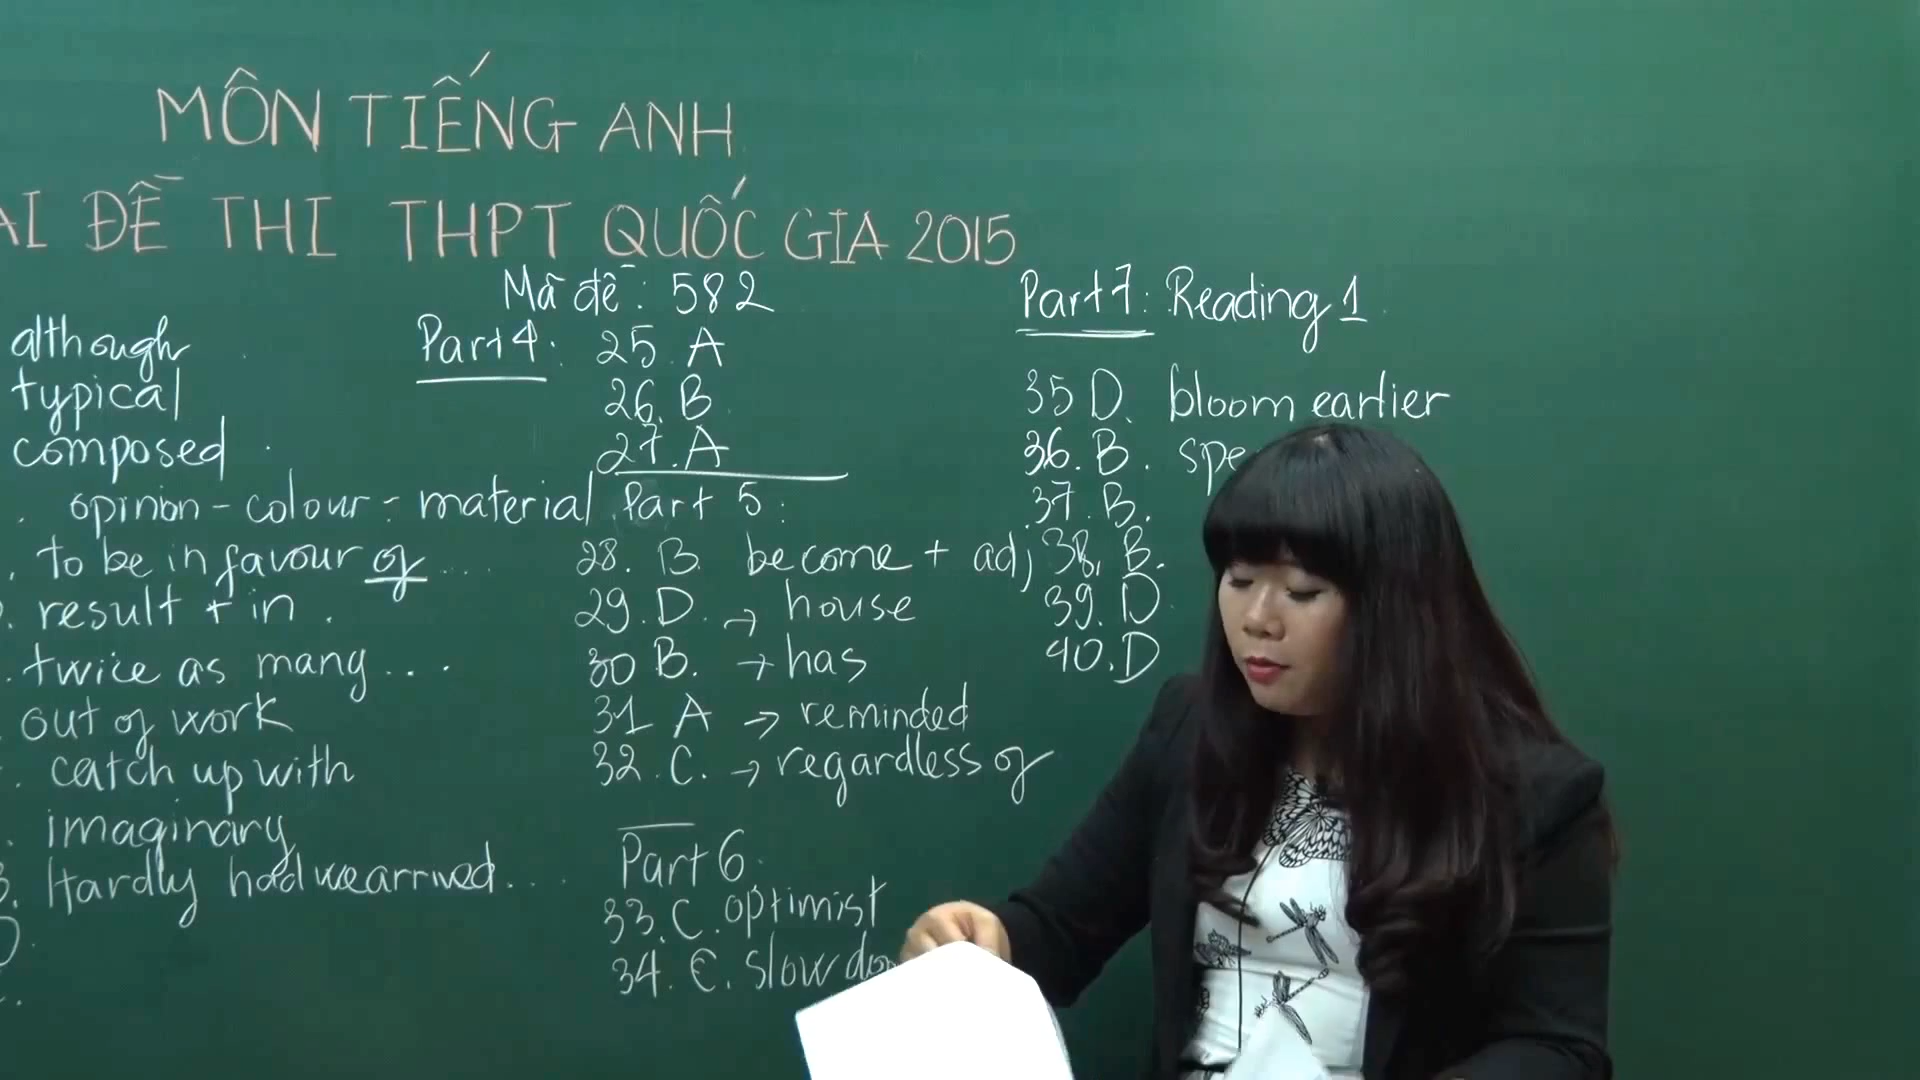 MÔN TIẾNG ANH
AI ĐỀ THI THPT QUỐC GIA 2015
Mã đề: 582
although
typical
composed
. opinion - colour - material
. to be in favour of ...
. result + in .
. twice as many ...
out of work
. catch up with
. imaginary
3. Hardly had we arrived ...
Part 4: 25. A
26. B
27. A
Part 5:
28. B become + adj
29. D. → house
30 B. → has
31 A → reminded
32. C. → regardless of
Part 6
33. C. optimist
34. C. slow
Part 7: Reading 1
35 D. bloom earlier
36. B.
37. B.
38. B.
39. D
40. D